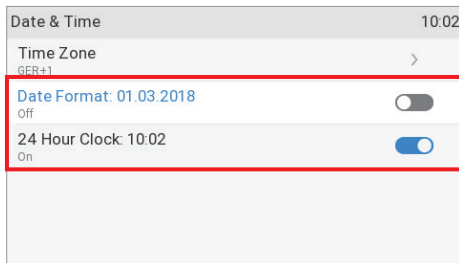 Date & Time 10:02
Time Zone
GER+1
Date Format: 01.03.2018
Off
24 Hour Clock: 10:02
On